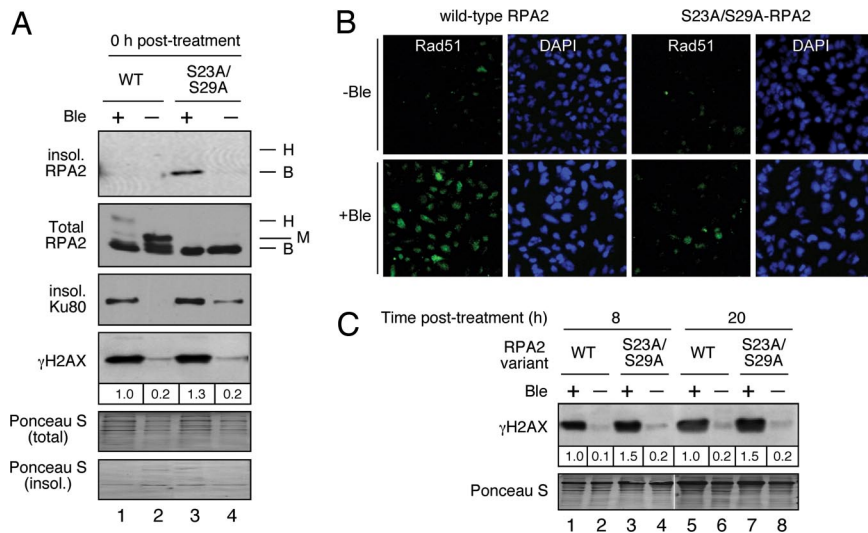 A
0 h post-treatment
WT
S23A/
S29A
Ble + – + –
insol.
RPA2
H
B
Total
RPA2
H
M
B
insol.
Ku80
γH2AX
1.0 0.2 1.3 0.2
Ponceau S
(total)
Ponceau S
(insol.)
1 2 3 4
B
wild-type RPA2 S23A/S29A-RPA2
Rad51 DAPI Rad51 DAPI
-Ble
+Ble
C
Time post-treatment (h) 8 20
RPA2
variant
WT
S23A/
S29A
WT
S23A/
S29A
Ble + – + – + – + –
γH2AX
1.0 0.1 1.5 0.2 1.0 0.2 1.5 0.2
Ponceau S
1 2 3 4 5 6 7 8